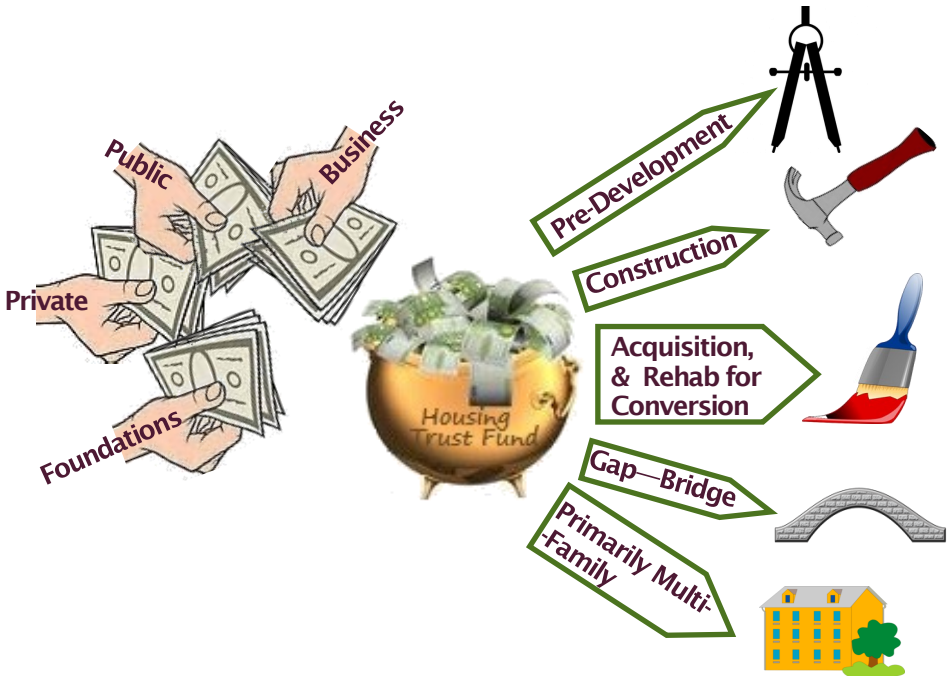 Public
Business
Private
Foundations
Housing
Trust Fund
Pre-Development
Construction
Acquisition,
& Rehab for
Conversion
Gap—Bridge
Primarily Multi-
-Family